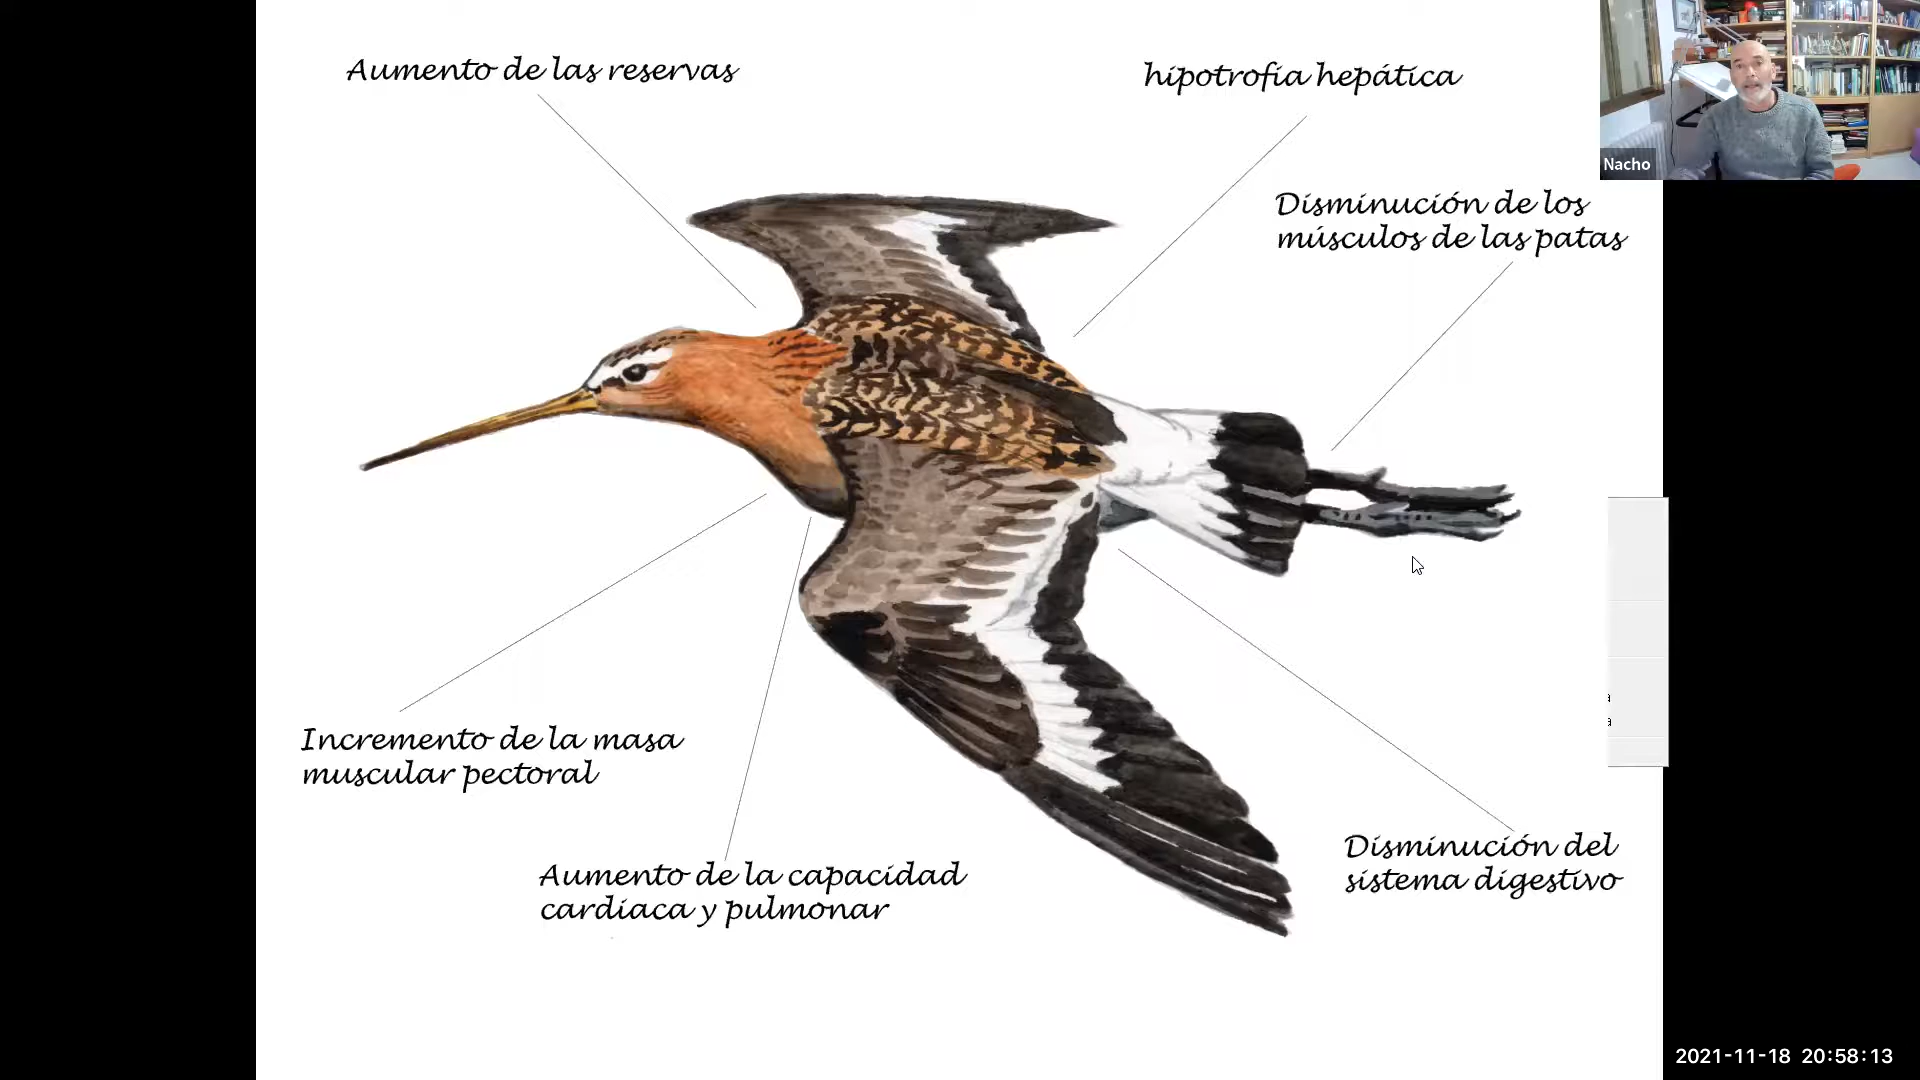 Aumento de las reservas
hipotrofia hepática
Nacho
Disminución de los
músculos de las patas
a
a
Incremento de la masa
muscular pectoral
Aumento de la capacidad
cardiaca y pulmonar
Disminución del
sistema digestivo
2021-11-18 20:58:13